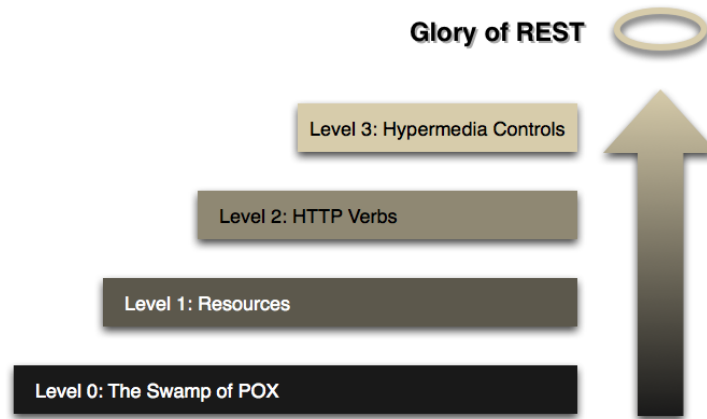 Glory of REST
Level 3: Hypermedia Controls
Level 2: HTTP Verbs
Level 1: Resources
Level 0: The Swamp of POX